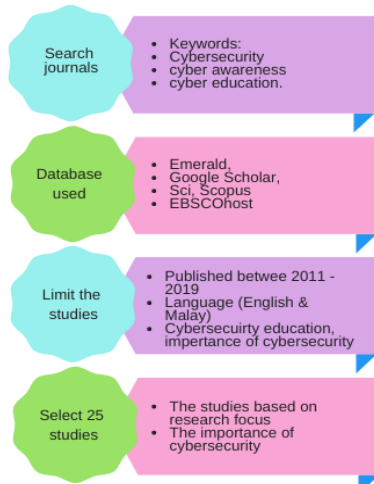 Search
journals
• Keywords:
• Cybersecurity
• cyber awareness
• cyber education.
Database
used
• Emerald,
• Google Scholar,
• Sci, Scopus
• EBSCOhost
Limit the
studies
• Published betwee 2011 -
2019
• Language (English &
Malay)
• Cybersecuirty education,
imprtance of cybersecurity
Select 25
studies
• The studies based on
research focus
• The importance of
cybersecurity